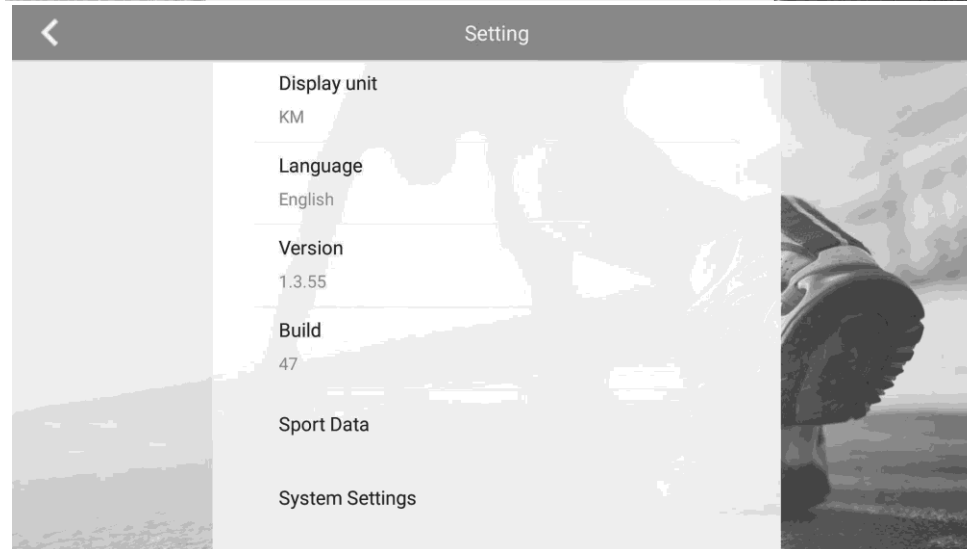 Setting
Display unit
KM
Language
English
Version
1.3.55
Build
47
Sport Data
System Settings